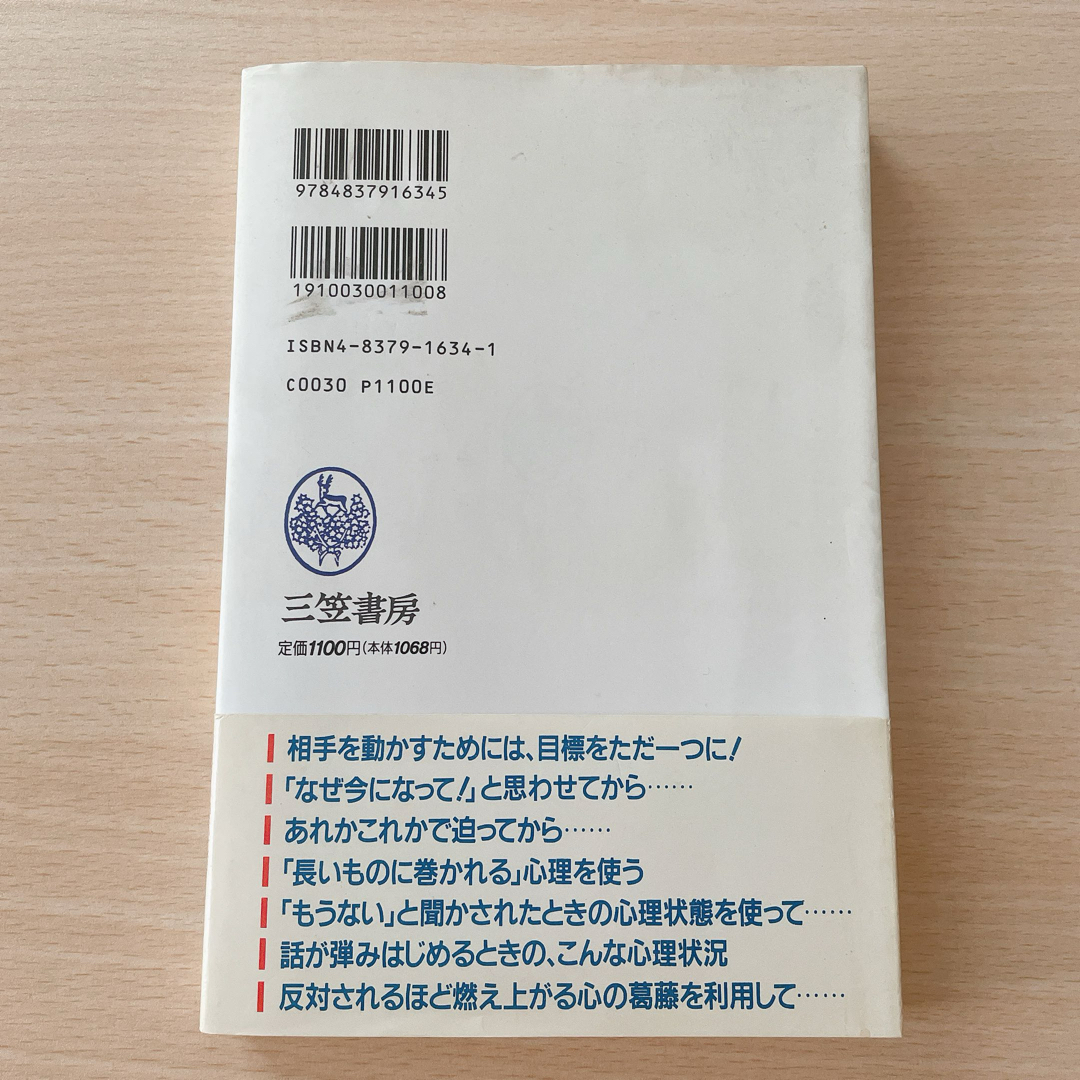 9784837916345
1910030011008
ISBN4-8379-1634-1
C0030 P1100E
三笠書房
定価1100円(本体1068円)
相手を動かすためには、目標をただ一つに!
「なぜ今になって!」と思わせてから……
あれかこれかで迫ってから……
「長いものに巻かれる」心理を使う
「もうない」と聞かされたときの心理状態を使って……
話が弾みはじめるときの、こんな心理状況
反対されるほど燃え上がる心の葛藤を利用して……